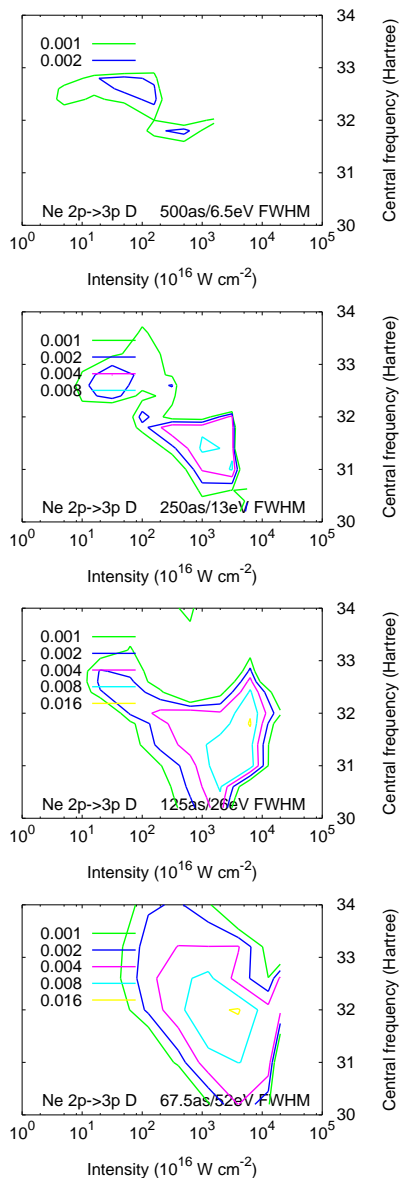 34
0.001
0.002
33
32
31
Ne 2p->3p D 500as/6.5eV FWHM
30
10^0 10^1 10^2 10^3 10^4 10^5
Intensity (10^16 W cm^-2)
Central frequency (Hartree)
34
0.001
0.002
0.004
0.008
33
32
31
Ne 2p->3p D 250as/13eV FWHM
30
10^0 10^1 10^2 10^3 10^4 10^5
Intensity (10^16 W cm^-2)
Central frequency (Hartree)
34
0.001
0.002
0.004
0.008
0.016
33
32
31
Ne 2p->3p D 125as/26eV FWHM
30
10^0 10^1 10^2 10^3 10^4 10^5
Intensity (10^16 W cm^-2)
Central frequency (Hartree)
34
0.001
0.002
0.004
0.008
0.016
33
32
31
Ne 2p->3p D 67.5as/52eV FWHM
30
10^0 10^1 10^2 10^3 10^4 10^5
Intensity (10^16 W cm^-2)
Central frequency (Hartree)